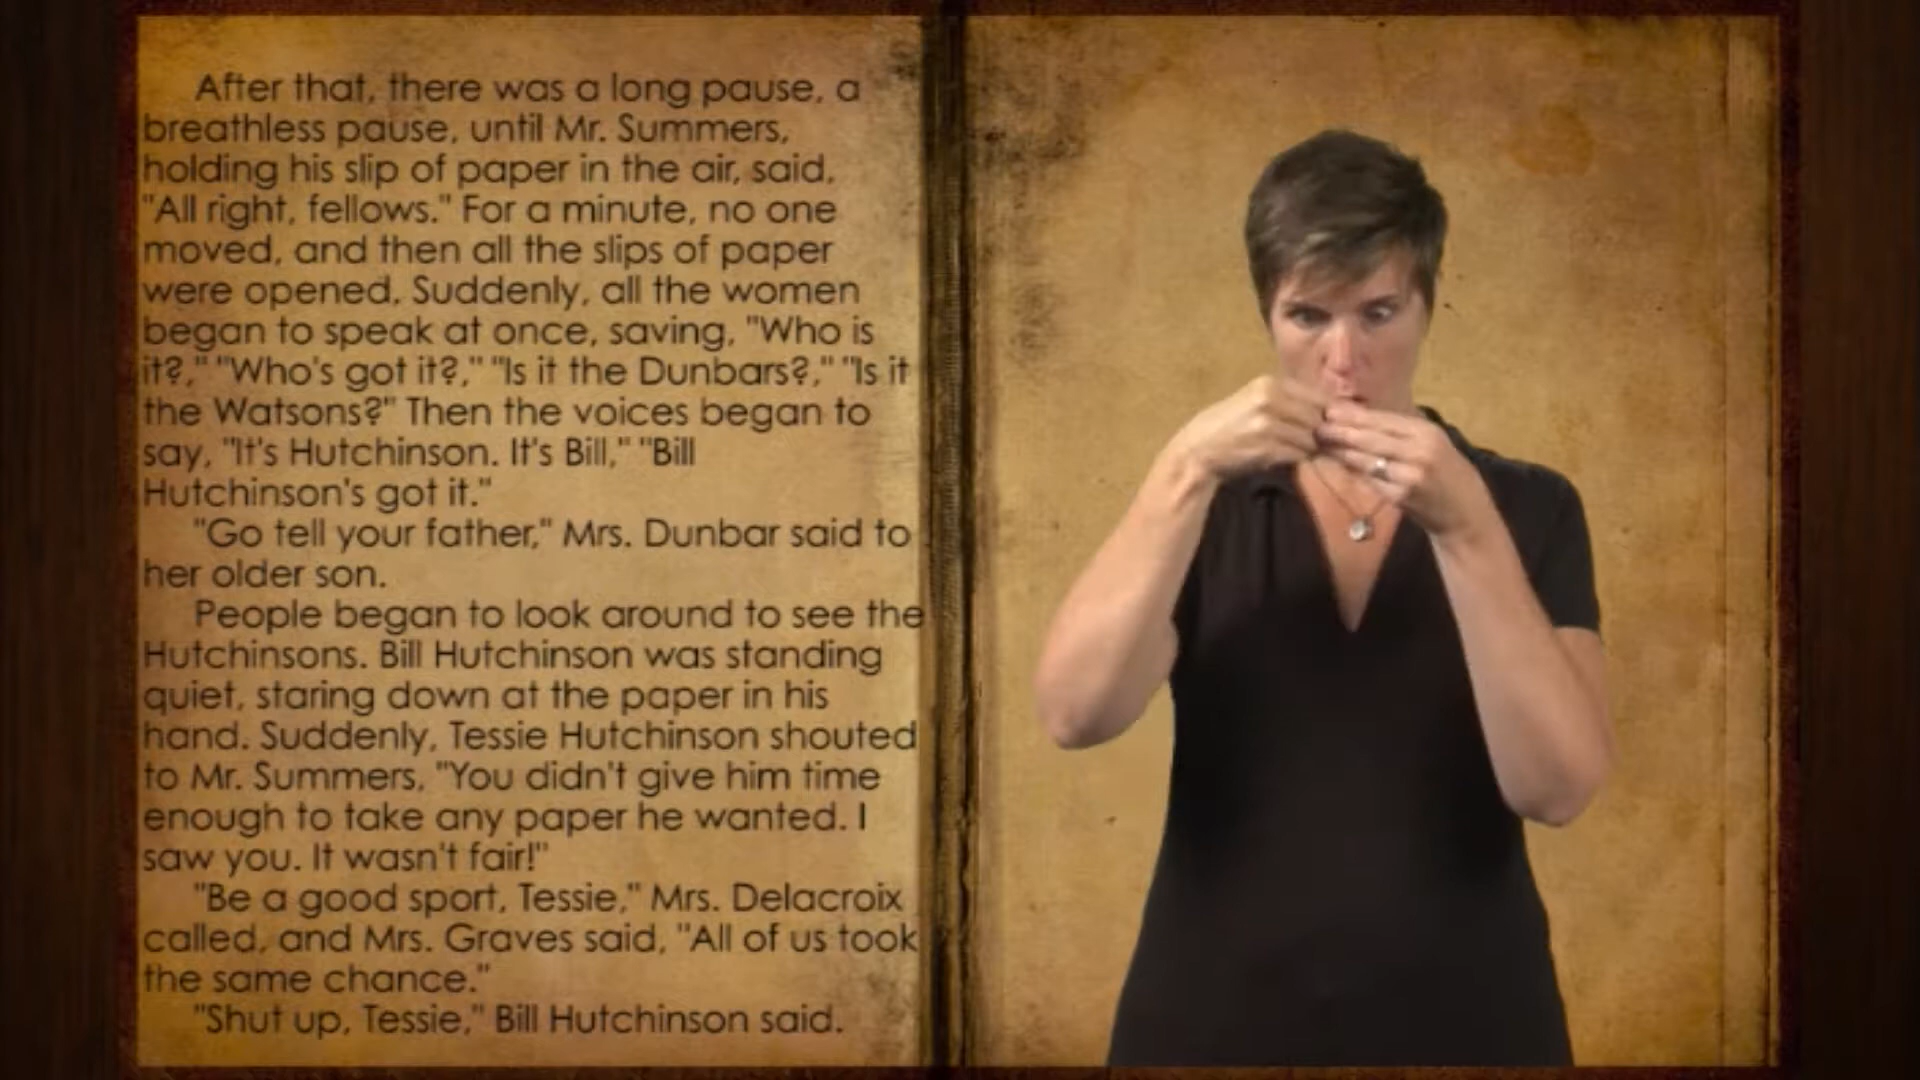 After that, there was a long pause, a
breathless pause, until Mr. Summers,
holding his slip of paper in the air, said,
"All right, fellows." For a minute, no one
moved, and then all the slips of paper
were opened. Suddenly, all the women
began to speak at once, saving, "Who is
it?," "Who's got it?," "Is it the Dunbars?," "Is it
the Watsons?" Then the voices began to
say, "It's Hutchinson. It's Bill," "Bill
Hutchinson's got it."
"Go tell your father," Mrs. Dunbar said to
her older son.
People began to look around to see the
Hutchinsons. Bill Hutchinson was standing
quiet, staring down at the paper in his
hand. Suddenly, Tessie Hutchinson shouted
to Mr. Summers, "You didn't give him time
enough to take any paper he wanted. I
saw you. It wasn't fair!"
"Be a good sport, Tessie," Mrs. Delacroix
called, and Mrs. Graves said, "All of us took
the same chance."
"Shut up, Tessie," Bill Hutchinson said.